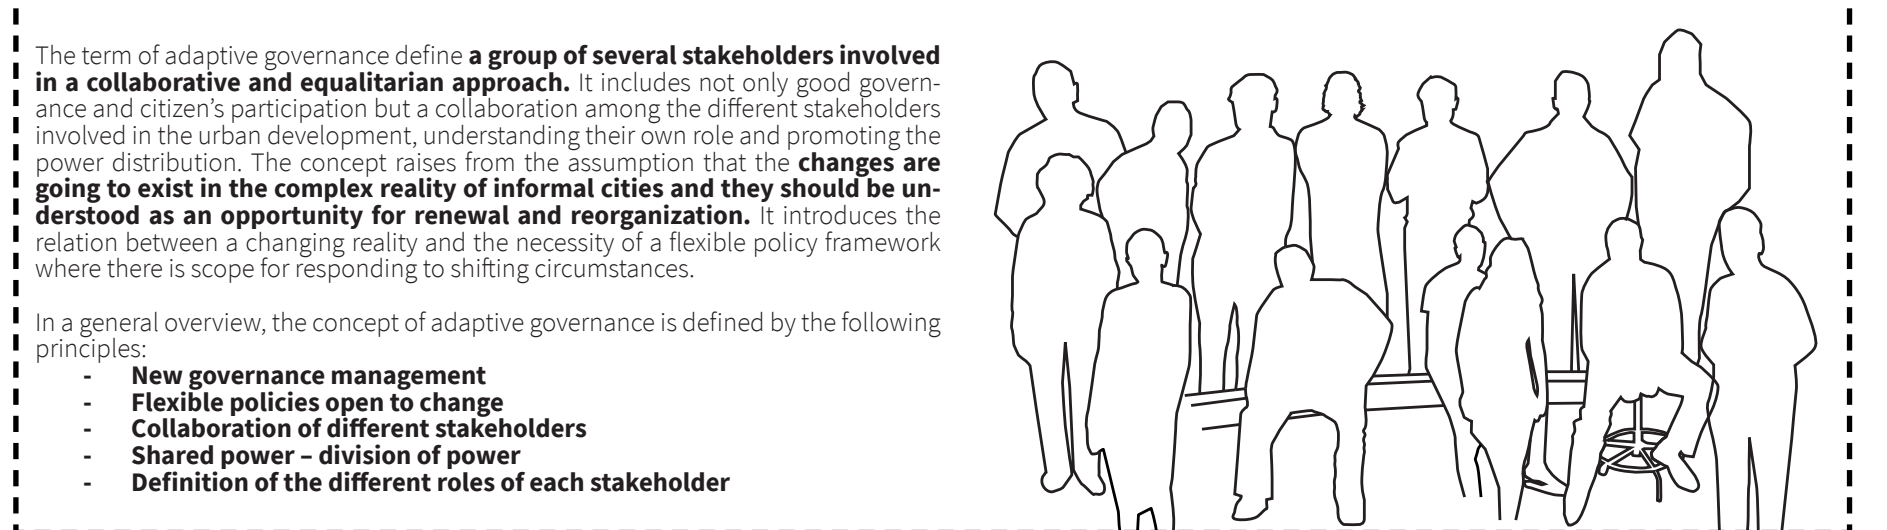 The term of adaptive governance define a group of several stakeholders involved
in a collaborative and equalitarian approach. It includes not only good govern-
ance and citizen’s participation but a collaboration among the different stakeholders
involved in the urban development, understanding their own role and promoting the
power distribution. The concept raises from the assumption that the changes are
going to exist in the complex reality of informal cities and they should be un-
derstood as an opportunity for renewal and reorganization. It introduces the
relation between a changing reality and the necessity of a flexible policy framework
where there is scope for responding to shifting circumstances.
In a general overview, the concept of adaptive governance is defined by the following
principles:
- New governance management
- Flexible policies open to change
- Collaboration of different stakeholders
- Shared power – division of power
- Definition of the different roles of each stakeholder